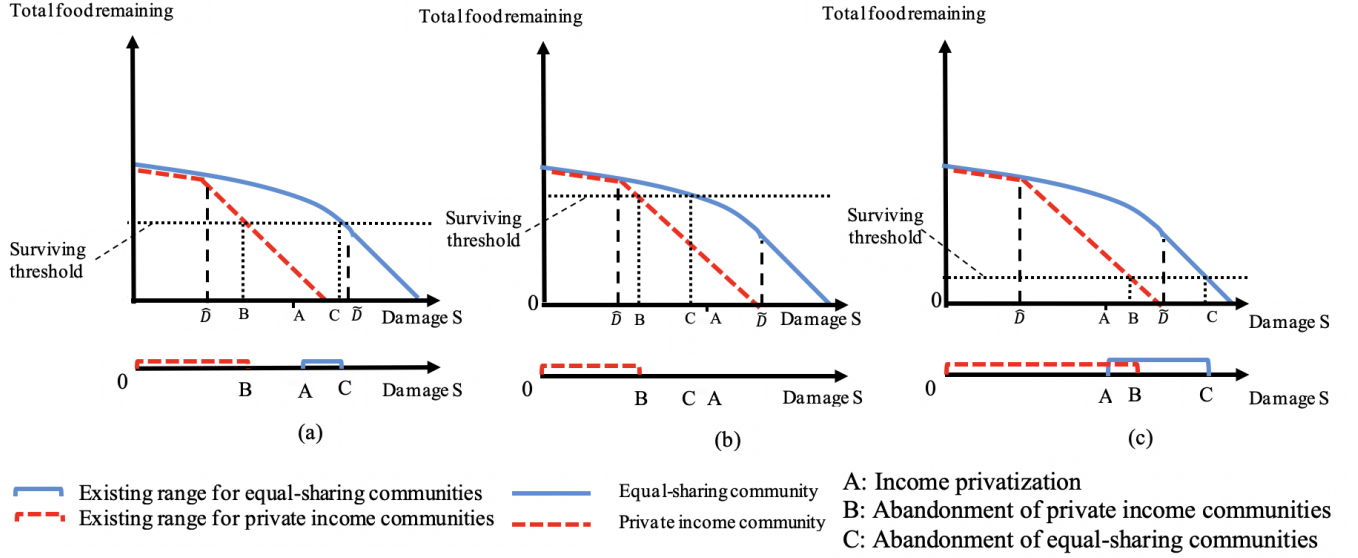 Total food remaining
Surviving
threshold
D̂
B
A
C
D̃
Damage S
0
B
A
C
Damage S
(a)
Total food remaining
Surviving
threshold
0
D̂
B
C
A
D̃
Damage S
0
B
C
A
Damage S
(b)
Total food remaining
Surviving
threshold
0
D̂
A
B
D̃
C
Damage S
0
A
B
C
Damage S
(c)
Existing range for equal-sharing communities
Existing range for private income communities
Equal-sharing community
Private income community
A: Income privatization
B: Abandonment of private income communities
C: Abandonment of equal-sharing communities